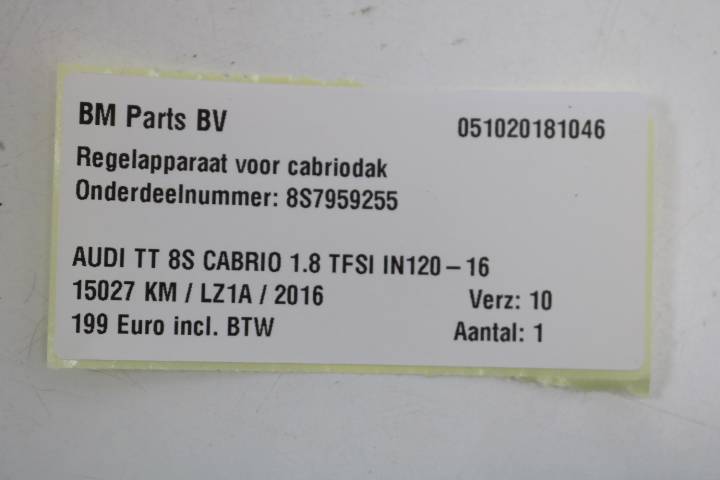 BM Parts BV 051020181046
Regelapparaat voor cabriodak
Onderdeelnummer: 8S7959255
AUDI TT 8S CABRIO 1.8 TFSI IN120-16
15027 KM / LZ1A / 2016 Verz: 10
199 Euro incl. BTW Aantal: 1